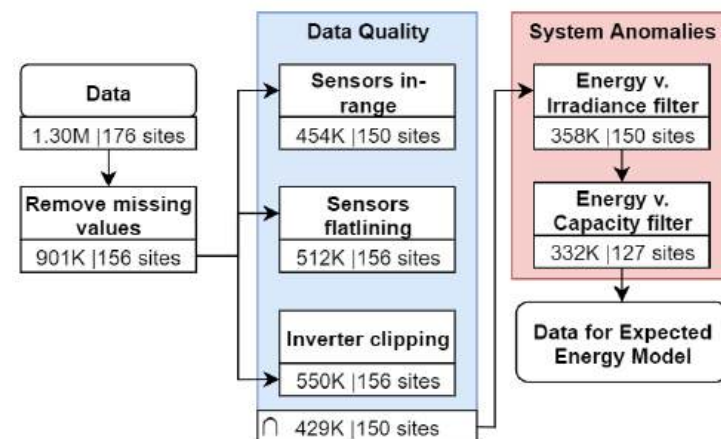 Data
1.30M |176 sites
Remove missing
values
901K |156 sites
Data Quality
Sensors in-
range
454K |150 sites
Sensors
flatlining
512K |156 sites
Inverter clipping
550K |156 sites
⋂ 429K |150 sites
System Anomalies
Energy v.
Irradiance filter
358K |150 sites
Energy v.
Capacity filter
332K |127 sites
Data for Expected
Energy Model